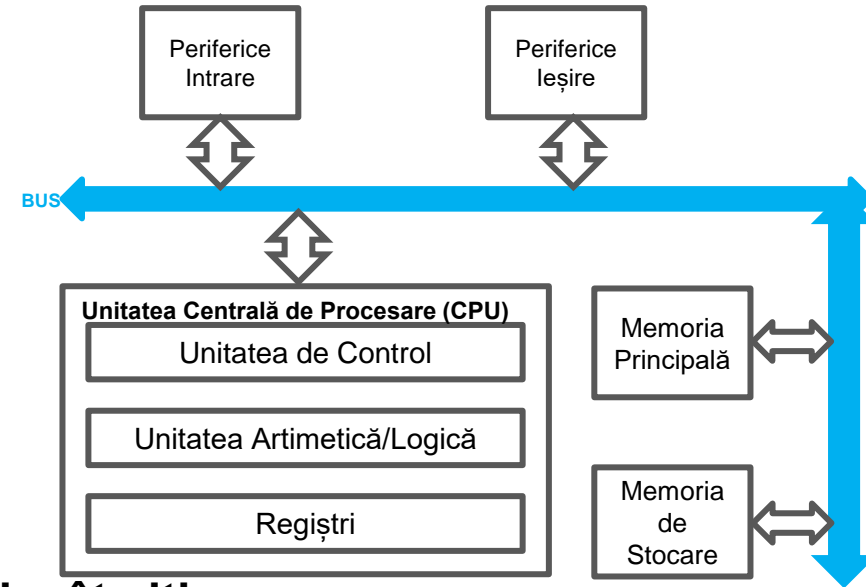 Periferice
Intrare
Periferice
Ieșire
BUS
Unitatea Centrală de Procesare (CPU)
Unitatea de Control
Unitatea Artimetică/Logică
Regiștri
Memoria
Principală
Memoria
de
Stocare